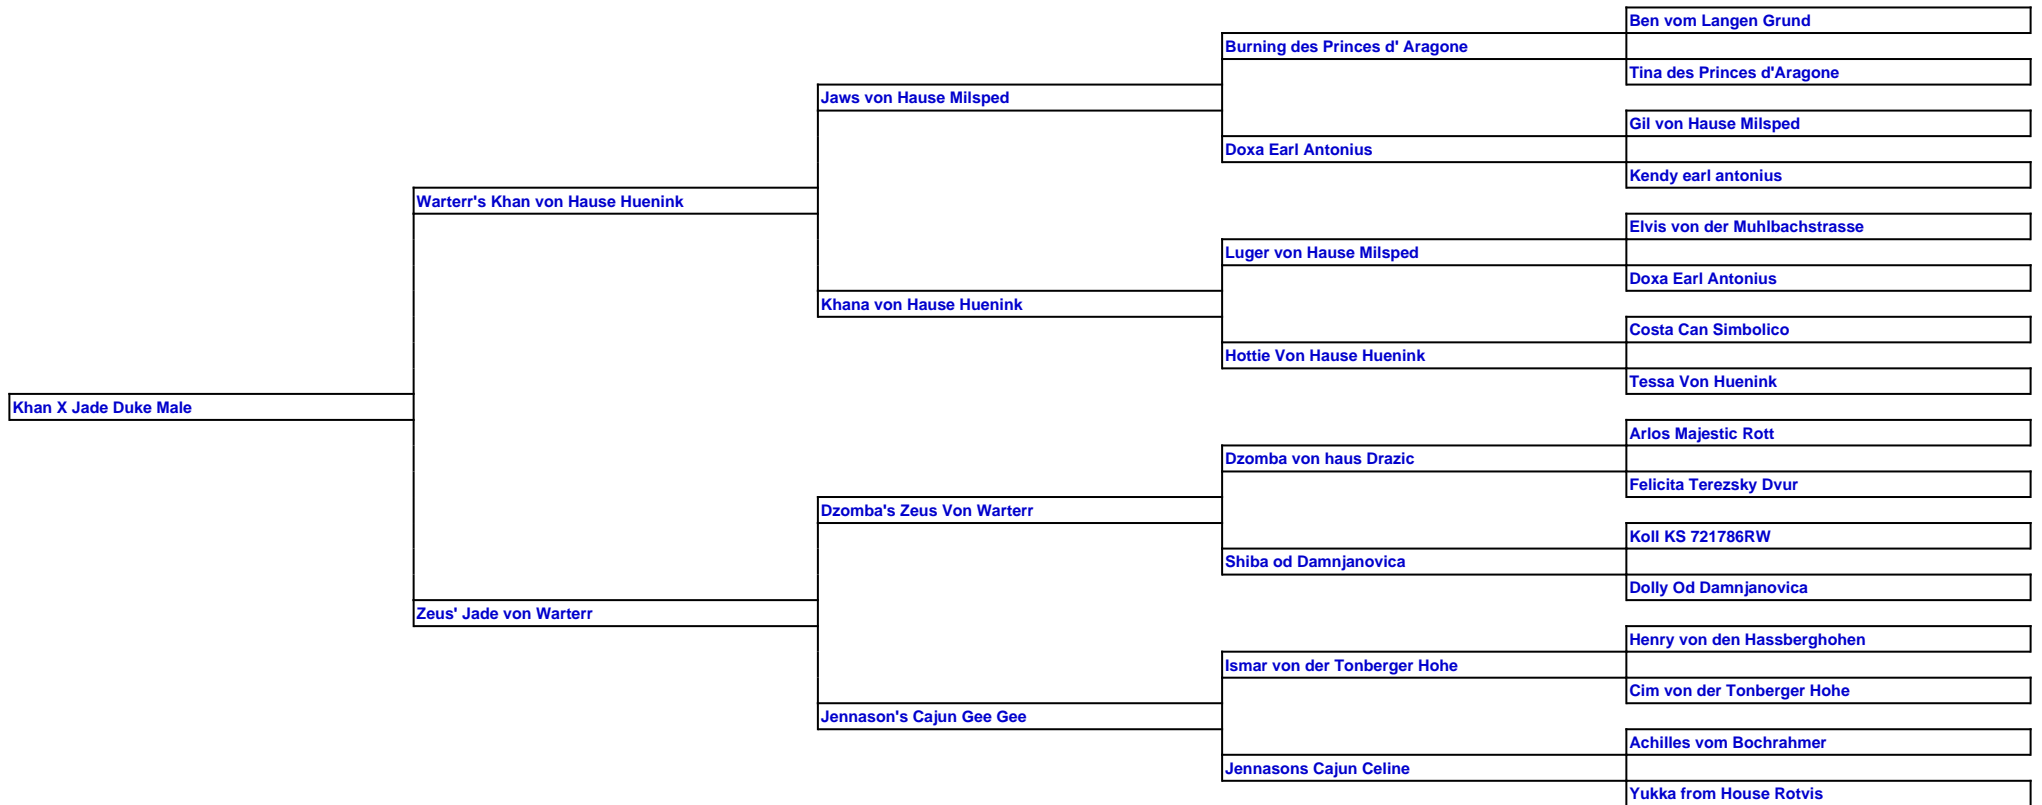 Ben vom Langen Grund
Burning des Princes d' Aragone
Tina des Princes d'Aragone
Jaws von Hause Milsped
Gil von Hause Milsped
Doxa Earl Antonius
Kendy earl antonius
Warterr's Khan von Hause Huenink
Elvis von der Muhlbachstrasse
Luger von Hause Milsped
Doxa Earl Antonius
Khana von Hause Huenink
Costa Can Simbolico
Hottie Von Hause Huenink
Tessa Von Huenink
Khan X Jade Duke Male
Arlos Majestic Rott
Dzomba von haus Drazic
Felicita Terezsky Dvur
Dzomba's Zeus Von Warterr
Koll KS 721786RW
Shiba od Damnjanovica
Dolly Od Damnjanovica
Zeus' Jade von Warterr
Henry von den Hassberghohen
Ismar von der Tonberger Hohe
Cim von der Tonberger Hohe
Jennason's Cajun Gee Gee
Achilles vom Bochrahmer
Jennasons Cajun Celine
Yukka from House Rotvis